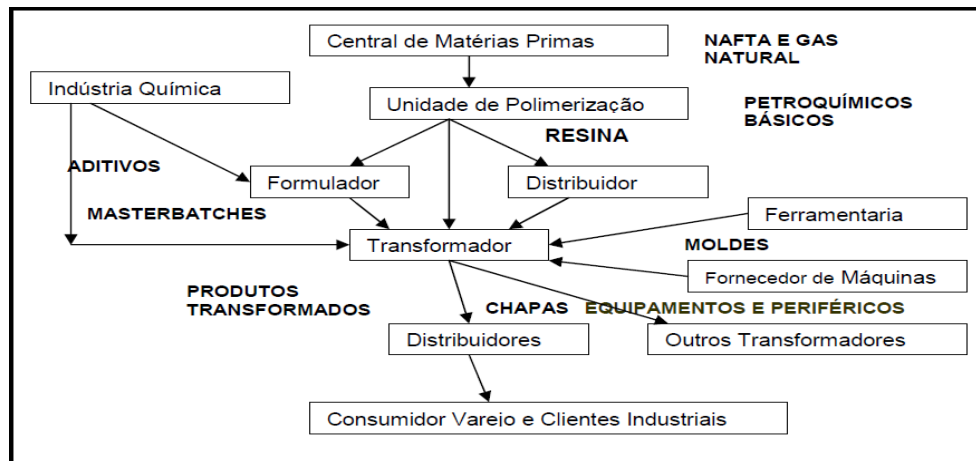 Central de Matérias Primas
NAFTA E GAS
NATURAL
Indústria Química
Unidade de Polimerização
PETROQUÍMICOS
BÁSICOS
RESINA
ADITIVOS
Formulador
Distribuidor
MASTERBATCHES
Ferramentaria
Transformador
MOLDES
Fornecedor de Máquinas
PRODUTOS
TRANSFORMADOS
CHAPAS
EQUIPAMENTOS E PERIFÉRICOS
Distribuidores
Outros Transformadores
Consumidor Varejo e Clientes Industriais